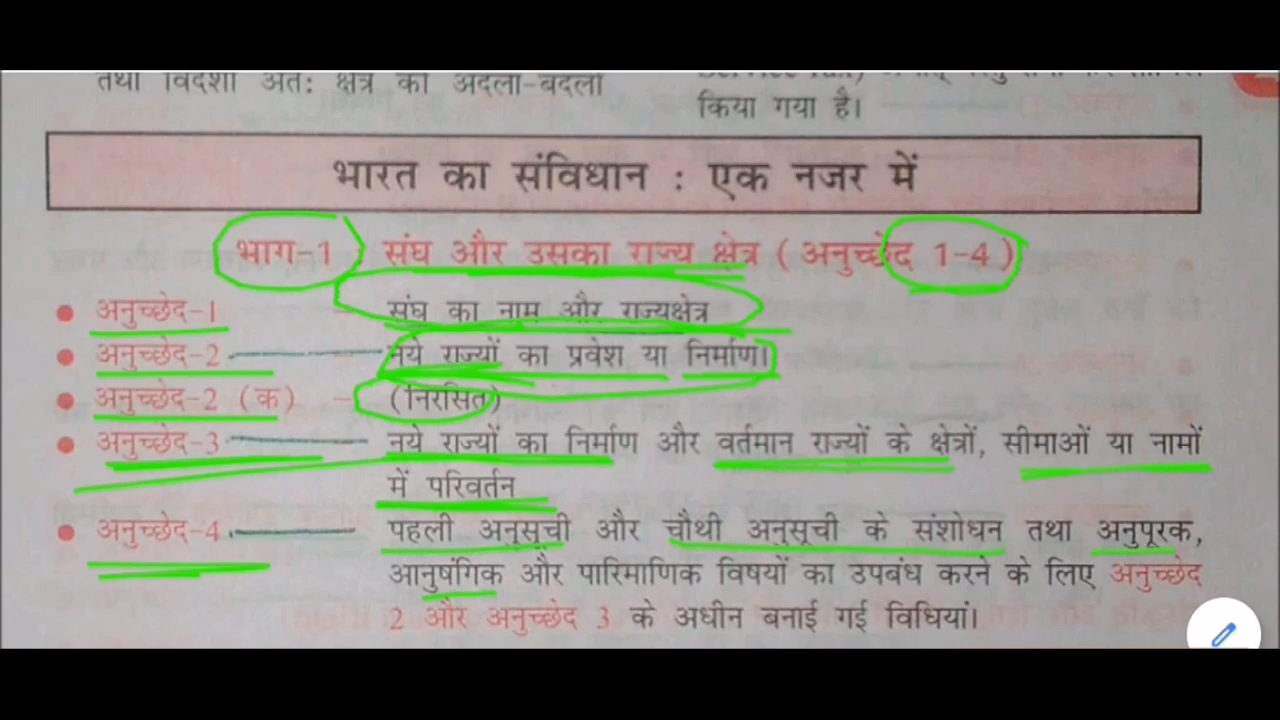 तथा विदेशी अंतः क्षेत्र की अदला-बदली
किया गया है।
भारत का संविधान : एक नजर में
भाग-1 संघ और उसका राज्य क्षेत्र ( अनुच्छेद 1-4 )
• अनुच्छेद-1 – संघ का नाम और राज्यक्षेत्र
• अनुच्छेद-2 – नये राज्यों का प्रवेश या निर्माण।
• अनुच्छेद-2 (क) – (निरसित)
• अनुच्छेद-3 – नये राज्यों का निर्माण और वर्तमान राज्यों के क्षेत्रों, सीमाओं या नामों
में परिवर्तन
• अनुच्छेद-4 – पहली अनुसूची और चौथी अनुसूची के संशोधन तथा अनुपूरक,
आनुषंगिक और पारिमाणिक विषयों का उपबंध करने के लिए अनुच्छेद
2 और अनुच्छेद 3 के अधीन बनाई गई विधियां।